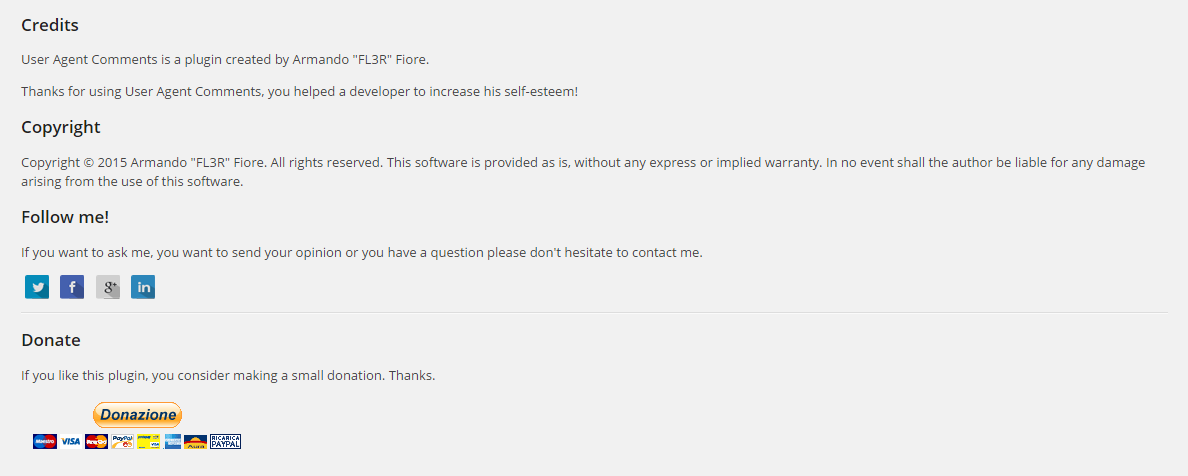 Credits
User Agent Comments is a plugin created by Armando "FL3R" Fiore.
Thanks for using User Agent Comments, you helped a developer to increase his self-esteem!
Copyright
Copyright © 2015 Armando "FL3R" Fiore. All rights reserved. This software is provided as is, without any express or implied warranty. In no event shall the author be liable for any damage
arising from the use of this software.
Follow me!
If you want to ask me, you want to send your opinion or you have a question please don't hesitate to contact me.
f g+ in
Donate
If you like this plugin, you consider making a small donation. Thanks.
Donazione
Maestro VISA PayPal VISA Aura RICARICA
PAYPAL